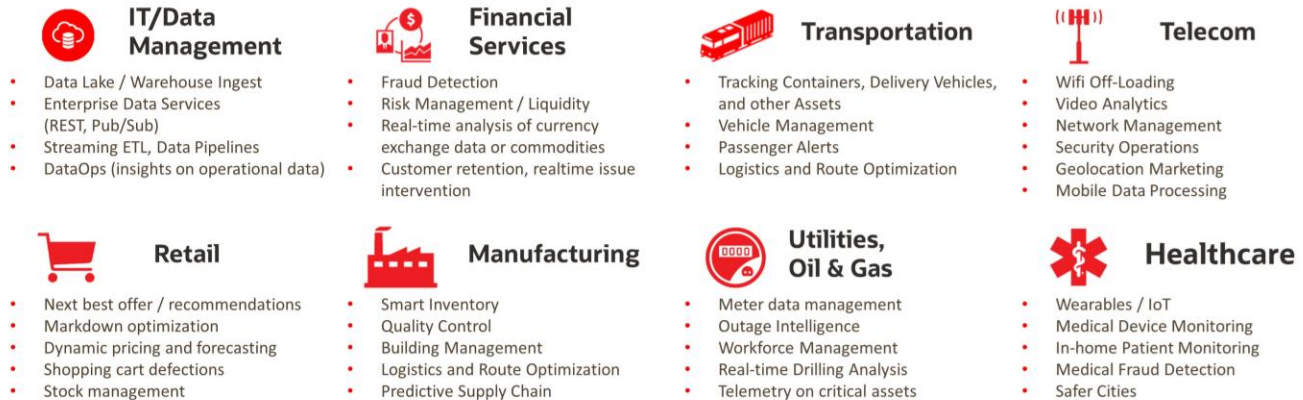 IT/Data
Management
• Data Lake / Warehouse Ingest
• Enterprise Data Services
(REST, Pub/Sub)
• Streaming ETL, Data Pipelines
• DataOps (insights on operational data)
Financial
Services
• Fraud Detection
• Risk Management / Liquidity
• Real-time analysis of currency
exchange data or commodities
• Customer retention, realtime issue
intervention
Transportation
• Tracking Containers, Delivery Vehicles,
and other Assets
• Vehicle Management
• Passenger Alerts
• Logistics and Route Optimization
Telecom
• Wifi Off-Loading
• Video Analytics
• Network Management
• Security Operations
• Geolocation Marketing
• Mobile Data Processing
Retail
• Next best offer / recommendations
• Markdown optimization
• Dynamic pricing and forecasting
• Shopping cart defections
• Stock management
Manufacturing
• Smart Inventory
• Quality Control
• Building Management
• Logistics and Route Optimization
• Predictive Supply Chain
Utilities,
Oil & Gas
• Meter data management
• Outage Intelligence
• Workforce Management
• Real-time Drilling Analysis
• Telemetry on critical assets
Healthcare
• Wearables / IoT
• Medical Device Monitoring
• In-home Patient Monitoring
• Medical Fraud Detection
• Safer Cities